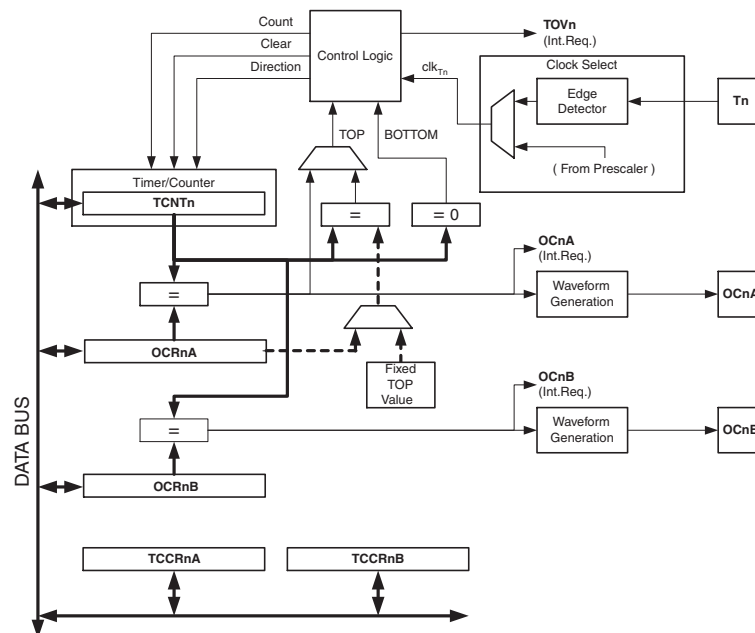 Count
Clear
Direction
Control Logic
TOVn
(Int.Req.)
clkTn
Clock Select
Edge
Detector
Tn
( From Prescaler )
TOP
BOTTOM
Timer/Counter
TCNTn
=
= 0
OCnA
(Int.Req.)
=
Waveform
Generation
OCnA
OCRnA
Fixed
TOP
Value
OCnB
(Int.Req.)
=
Waveform
Generation
OCnB
OCRnB
DATA BUS
TCCRnA
TCCRnB